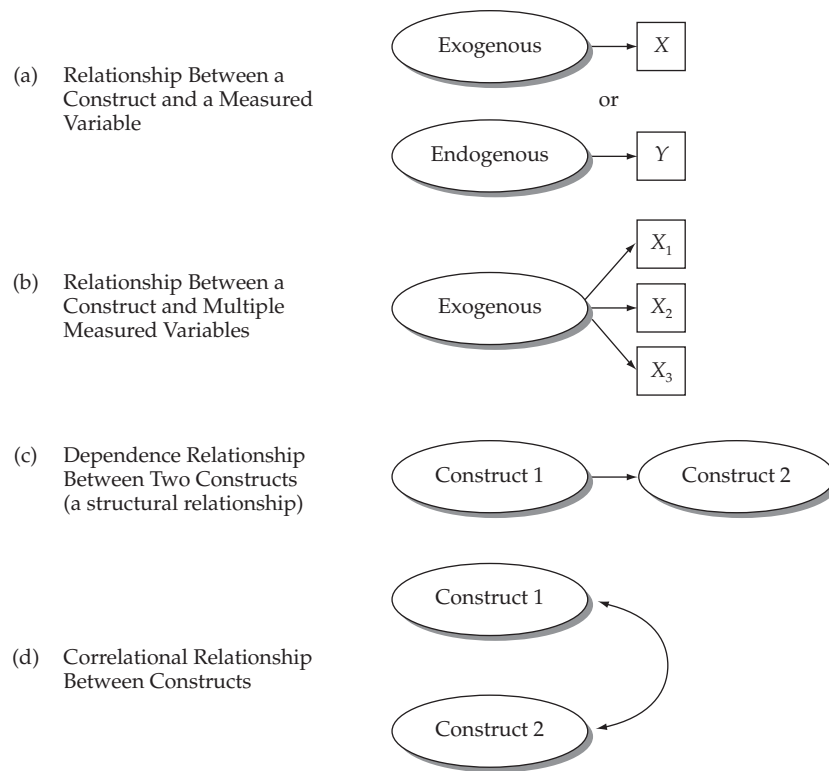 (a) Relationship Between a
Construct and a Measured
Variable
Exogenous
X
or
Endogenous
Y
(b) Relationship Between a
Construct and Multiple
Measured Variables
Exogenous
X₁
X₂
X₃
(c) Dependence Relationship
Between Two Constructs
(a structural relationship)
Construct 1
Construct 2
(d) Correlational Relationship
Between Constructs
Construct 1
Construct 2